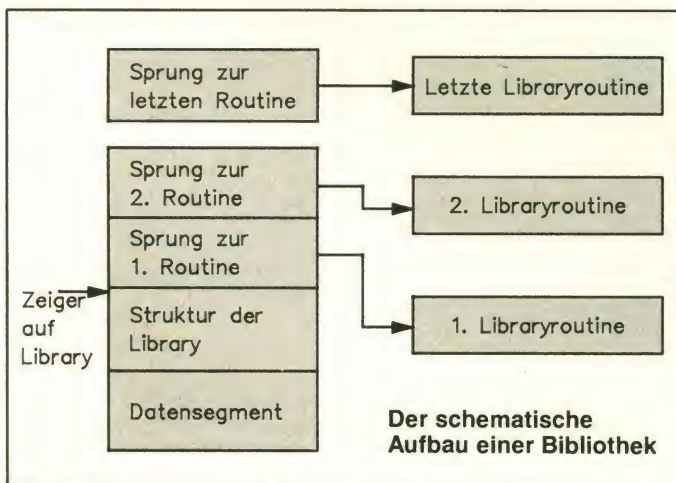 Sprung zur
letzten Routine
Letzte Libraryroutine
Sprung zur
2. Routine
2. Libraryroutine
Sprung zur
1. Routine
Zeiger
auf
Library
Struktur der
Library
1. Libraryroutine
Datensegment
Der schematische
Aufbau einer Bibliothek